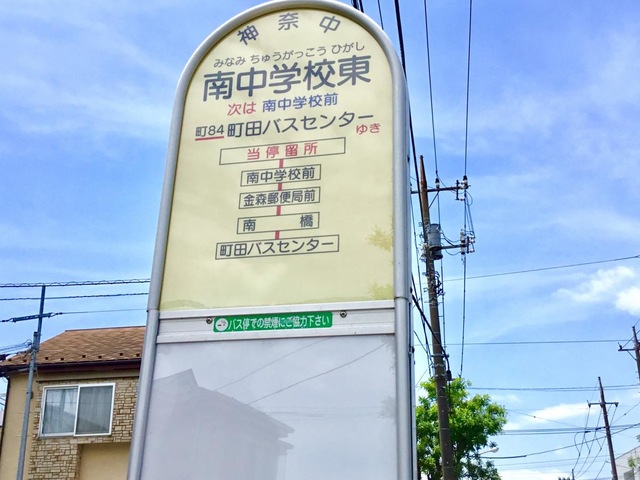 神奈中
みなみ ちゅうがっこう ひがし
南中学校東
次は 南中学校前
町84 町田バスセンター ゆき
当停留所
南中学校前
金森郵便局前
南 橋
町田バスセンター
バス停での禁煙にご協力下さい